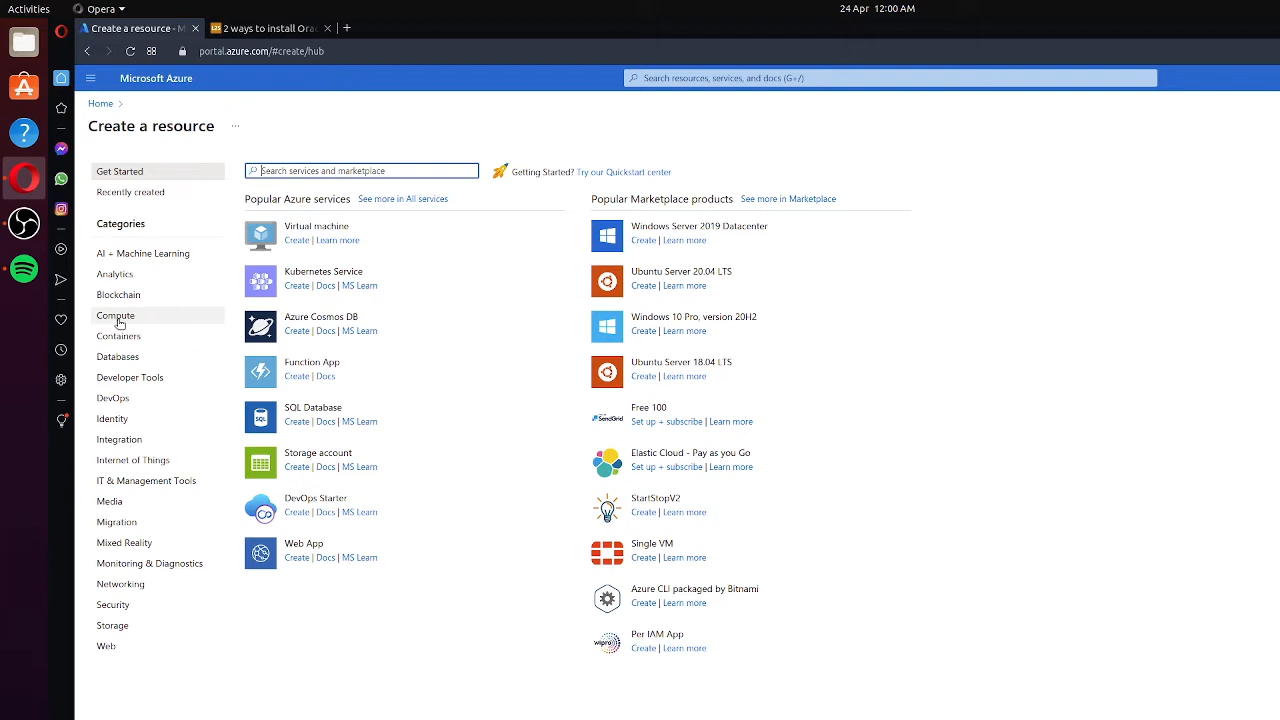 Activities
Opera
24 Apr 12:00 AM
Create a resource - M
2 ways to install Orac
portal.azure.com/#create/hub
Microsoft Azure
Search resources, services, and docs (G+/)
Home
Create a resource
...
Get Started
Recently created
Categories
AI + Machine Learning
Analytics
Blockchain
Compute
Containers
Databases
Developer Tools
DevOps
Identity
Integration
Internet of Things
IT & Management Tools
Media
Migration
Mixed Reality
Monitoring & Diagnostics
Networking
Security
Storage
Web
Search services and marketplace
Getting Started? Try our Quickstart center
Popular Azure services See more in All services
Virtual machine
Create | Learn more
Kubernetes Service
Create | Docs | MS Learn
Azure Cosmos DB
Create | Docs | MS Learn
Function App
Create | Docs
SQL
SQL Database
Create | Docs | MS Learn
Storage account
Create | Docs | MS Learn
DevOps Starter
Create | Docs | MS Learn
Web App
Create | Docs | MS Learn
Popular Marketplace products See more in Marketplace
Windows Server 2019 Datacenter
Create | Learn more
Ubuntu Server 20.04 LTS
Create | Learn more
Windows 10 Pro, version 20H2
Create | Learn more
Ubuntu Server 18.04 LTS
Create | Learn more
SendGrid
Free 100
Set up + subscribe | Learn more
Elastic Cloud - Pay as you Go
Set up + subscribe | Learn more
StartStopV2
Create | Learn more
Single VM
Create | Learn more
Azure CLI packaged by Bitnami
Create | Learn more
wipro
Per IAM App
Create | Learn more